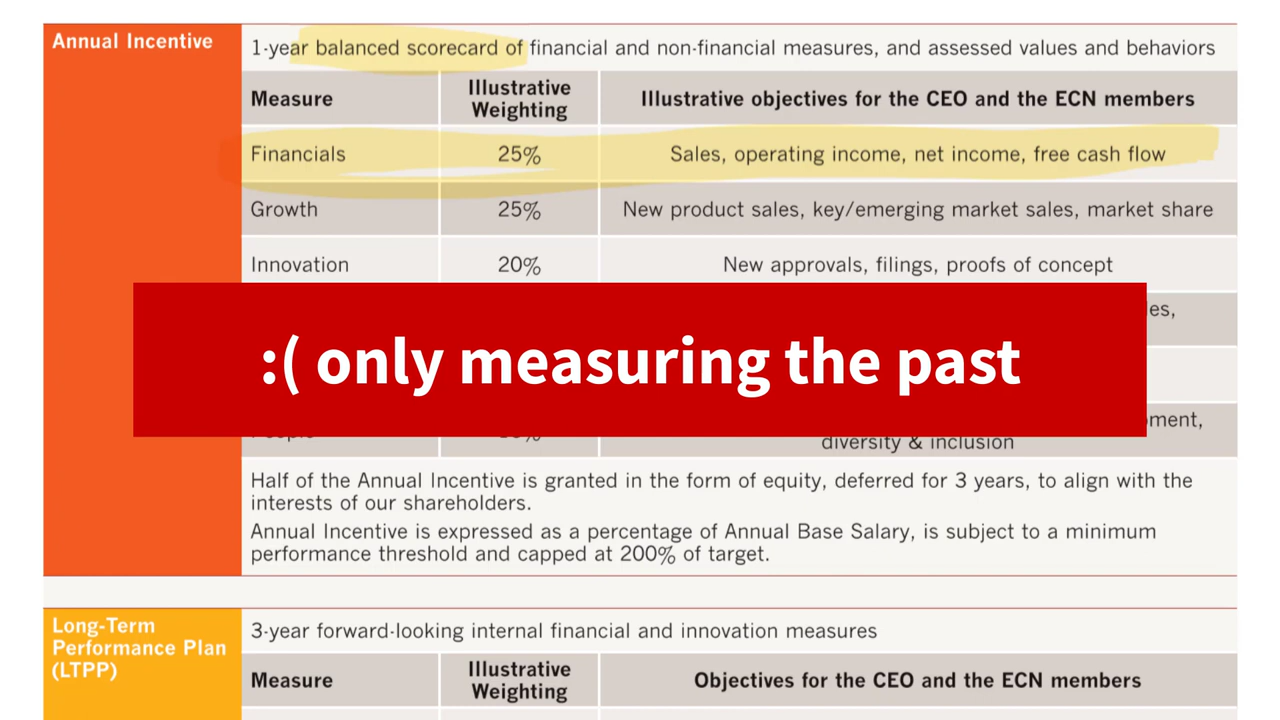 Annual Incentive
1-year balanced scorecard of financial and non-financial measures, and assessed values and behaviors
Measure
Illustrative
Weighting
Illustrative objectives for the CEO and the ECN members
Financials 25% Sales, operating income, net income, free cash flow
Growth 25% New product sales, key/emerging market sales, market share
Innovation 20% New approvals, filings, proofs of concept
:( only measuring the past
diversity & inclusion
Half of the Annual Incentive is granted in the form of equity, deferred for 3 years, to align with the
interests of our shareholders.
Annual Incentive is expressed as a percentage of Annual Base Salary, is subject to a minimum
performance threshold and capped at 200% of target.
Long-Term
Performance Plan
(LTPP)
3-year forward-looking internal financial and innovation measures
Measure
Illustrative
Weighting
Objectives for the CEO and the ECN members